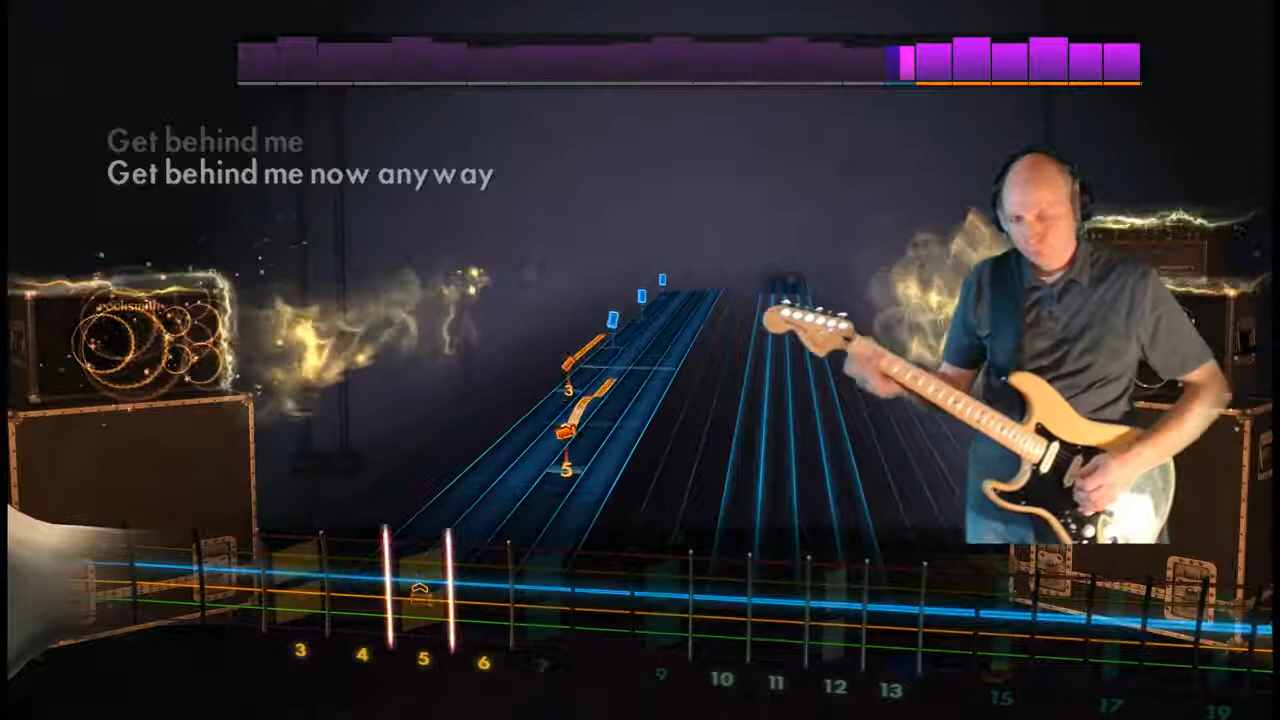 Get behind me
Get behind me now anyway
rocksmith
3
5
3 4 5 6 9 10 11 12 13 15 17 19